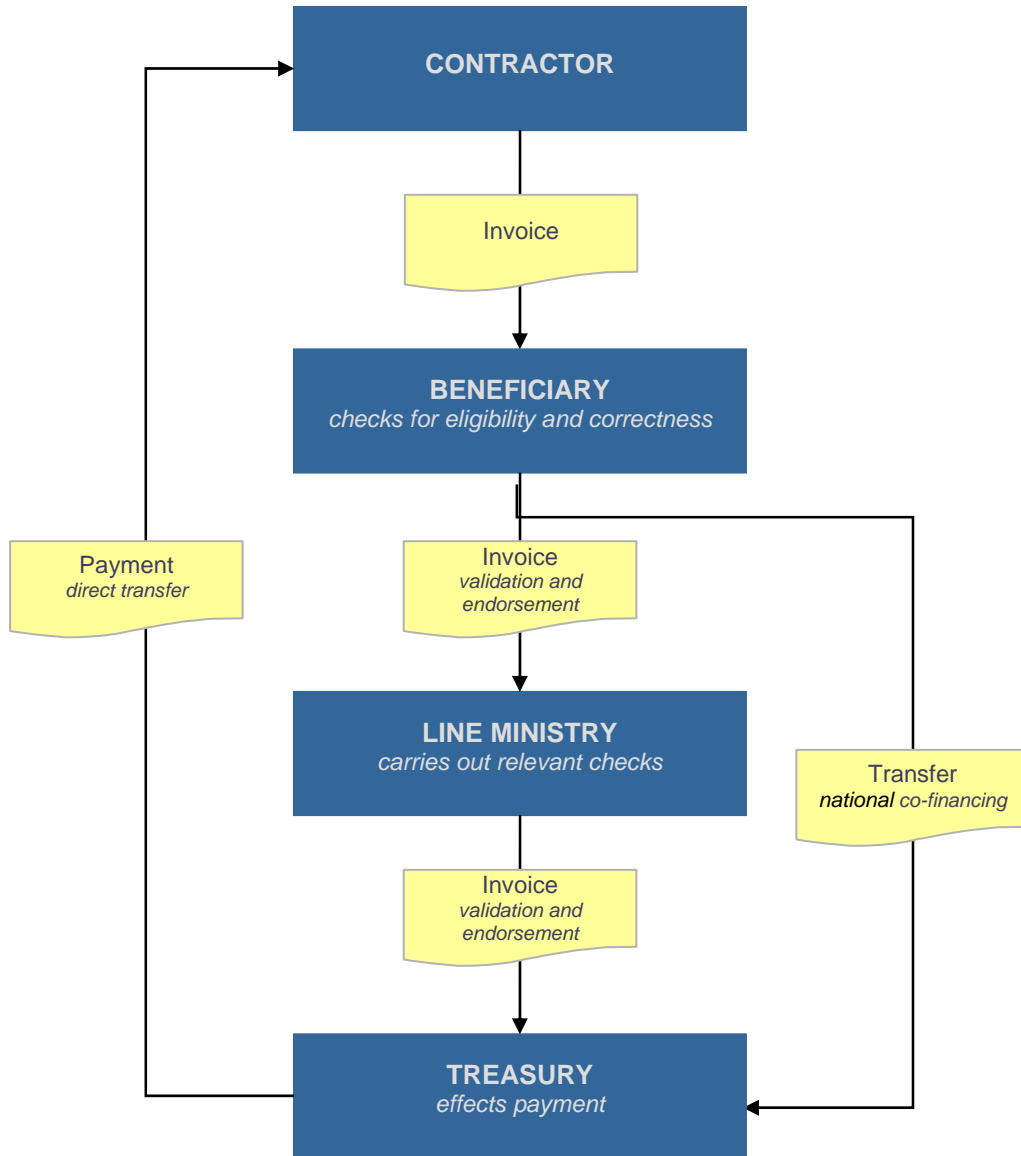 CONTRACTOR
Invoice
BENEFICIARY
checks for eligibility and correctness
Payment
direct transfer
Invoice
validation and
endorsement
LINE MINISTRY
carries out relevant checks
Transfer
national co-financing
Invoice
validation and
endorsement
TREASURY
effects payment